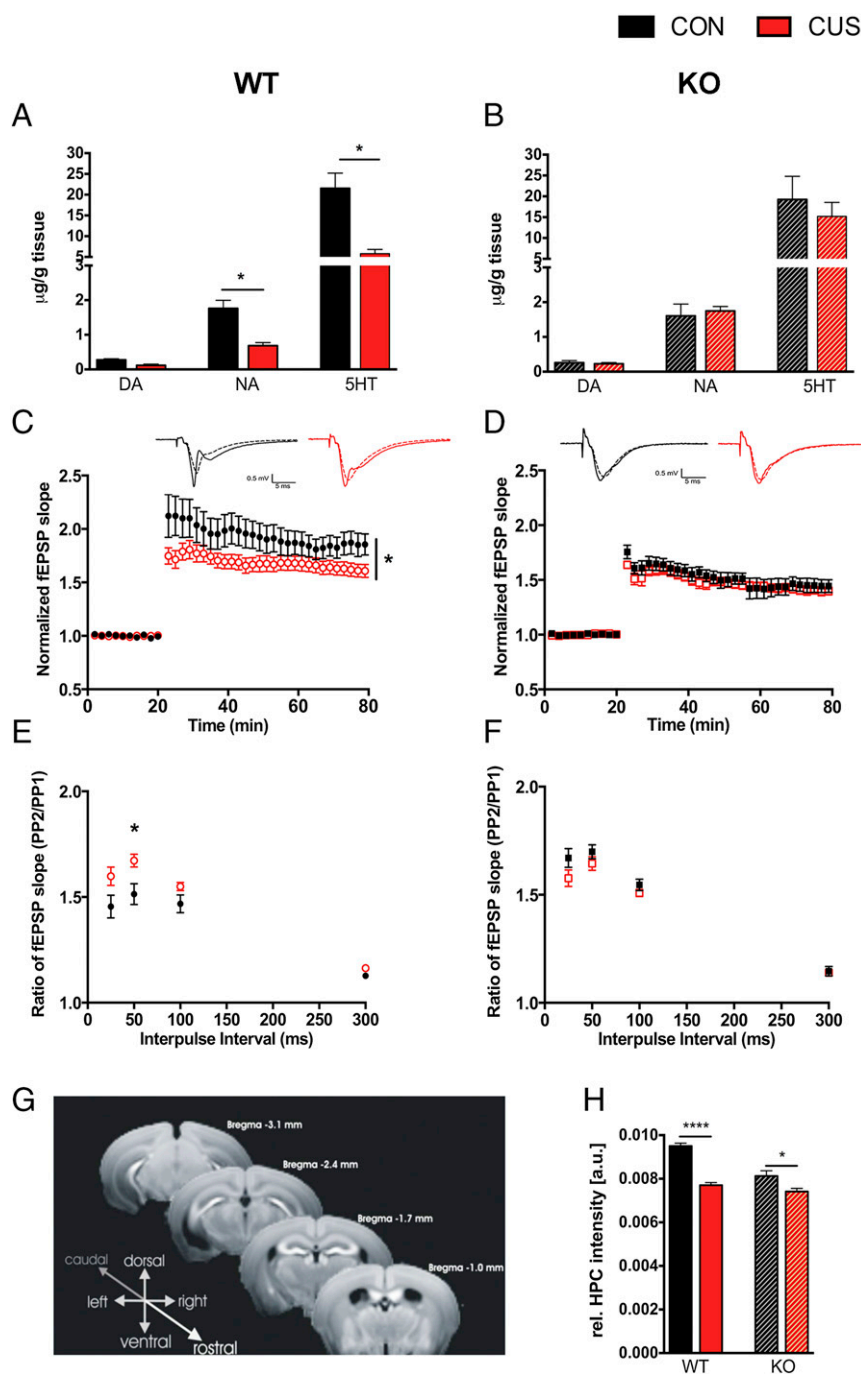 CON CUS
WT KO
A B
μg/g tissue
30
25
20
15
10
5
3
2
1
0
*
*
DA NA 5HT
μg/g tissue
30
25
20
15
10
5
3
2
1
0
DA NA 5HT
C D
0.5 mV
5 ms
Normalized fEPSP slope
2.5
2.0
1.5
1.0
0.5
*
0 20 40 60 80
Time (min)
0.5 mV
5 ms
Normalized fEPSP slope
2.5
2.0
1.5
1.0
0.5
0 20 40 60 80
Time (min)
E F
Ratio of fEPSP slope (PP2/PP1)
2.0
1.5
1.0
*
0 50 100 150 200 250 300
Interpulse Interval (ms)
Ratio of fEPSP slope (PP2/PP1)
2.0
1.5
1.0
0 50 100 150 200 250 300
Interpulse Interval (ms)
G H
Bregma -3.1 mm
Bregma -2.4 mm
Bregma -1.7 mm
Bregma -1.0 mm
caudal dorsal
left right
ventral rostral
rel. HPC intensity [a.u.]
0.010
0.008
0.006
0.004
0.002
0.000
****
*
WT KO